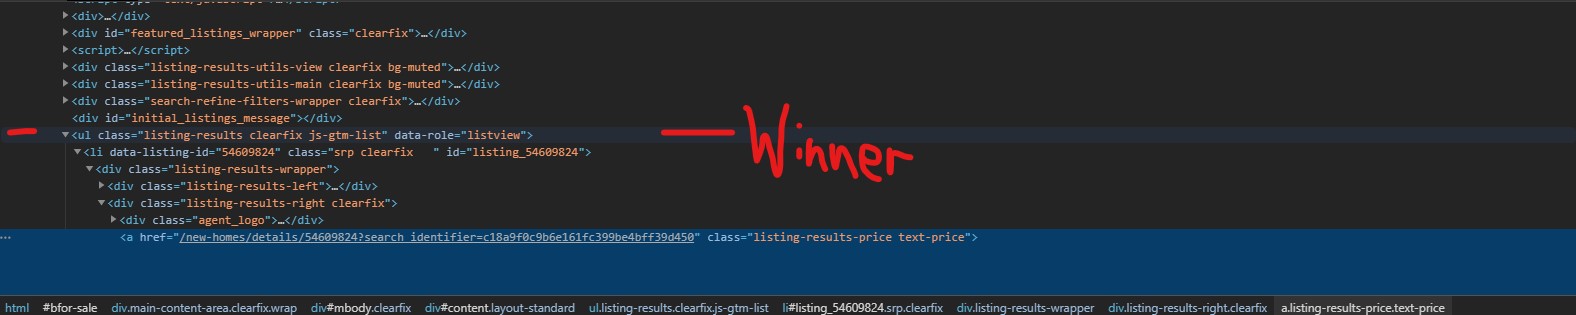 <div>…</div>
<div id="featured_listings_wrapper" class="clearfix">…</div>
<script>…</script>
<div class="listing-results-utils-view clearfix bg-muted">…</div>
<div class="listing-results-utils-main clearfix bg-muted">…</div>
<div class="search-refine-filters-wrapper clearfix">…</div>
<div id="initial_listings_message"></div>
<ul class="listing-results clearfix js-gtm-list" data-role="listview">
Winner
<li data-listing-id="54609824" class="srp clearfix   " id="listing_54609824">
<div class="listing-results-wrapper">
<div class="listing-results-left">…</div>
<div class="listing-results-right clearfix">
<div class="agent_logo">…</div>
<a href="/new-homes/details/54609824?search_identifier=c18a9f0c9b6e161fc399be4bff39d450" class="listing-results-price text-price">
html #bfor-sale div.main-content-area.clearfix.wrap div#mbody.clearfix div#content.layout-standard ul.listing-results.clearfix.js-gtm-list li#listing_54609824.srp.clearfix div.listing-results-wrapper div.listing-results-right.clearfix a.listing-results-price.text-price